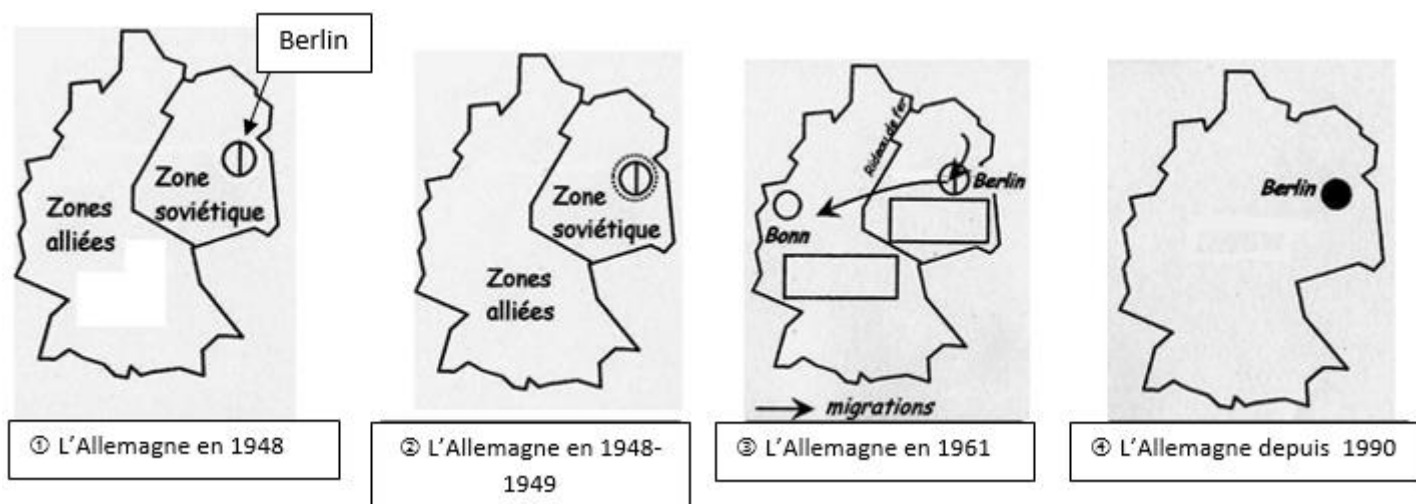 Berlin
Zones
alliées
Zone
soviétique
① L'Allemagne en 1948
Zone
soviétique
Zones
alliées
② L'Allemagne en 1948-
1949
Rideau de fer
Berlin
Bonn
migrations
③ L'Allemagne en 1961
Berlin
④ L'Allemagne depuis 1990